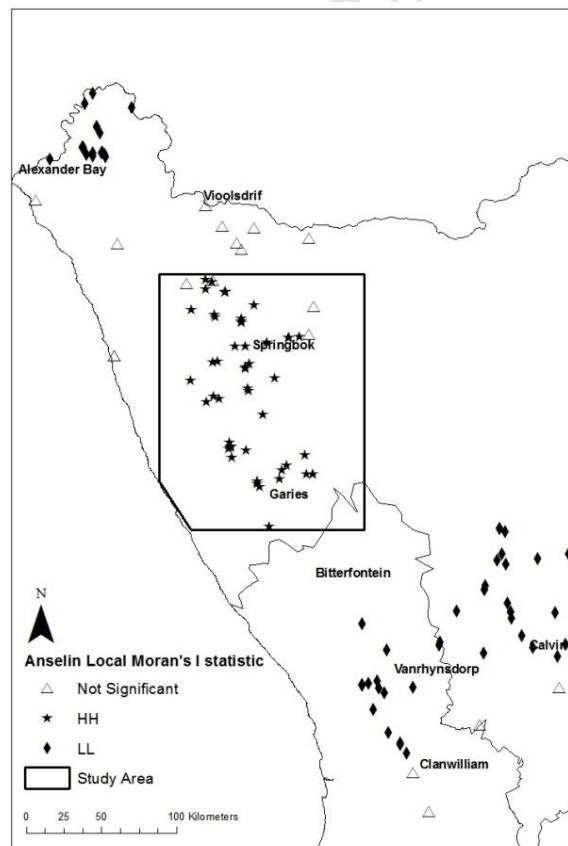 Alexander Bay
Vioolsdrif
Springbok
Garies
Bitterfontein
Calvin
Vanrhynsdorp
Clanwilliam
N
Anselin Local Moran's I statistic
Not Significant
HH
LL
Study Area
0 25 50 100 Kilometers